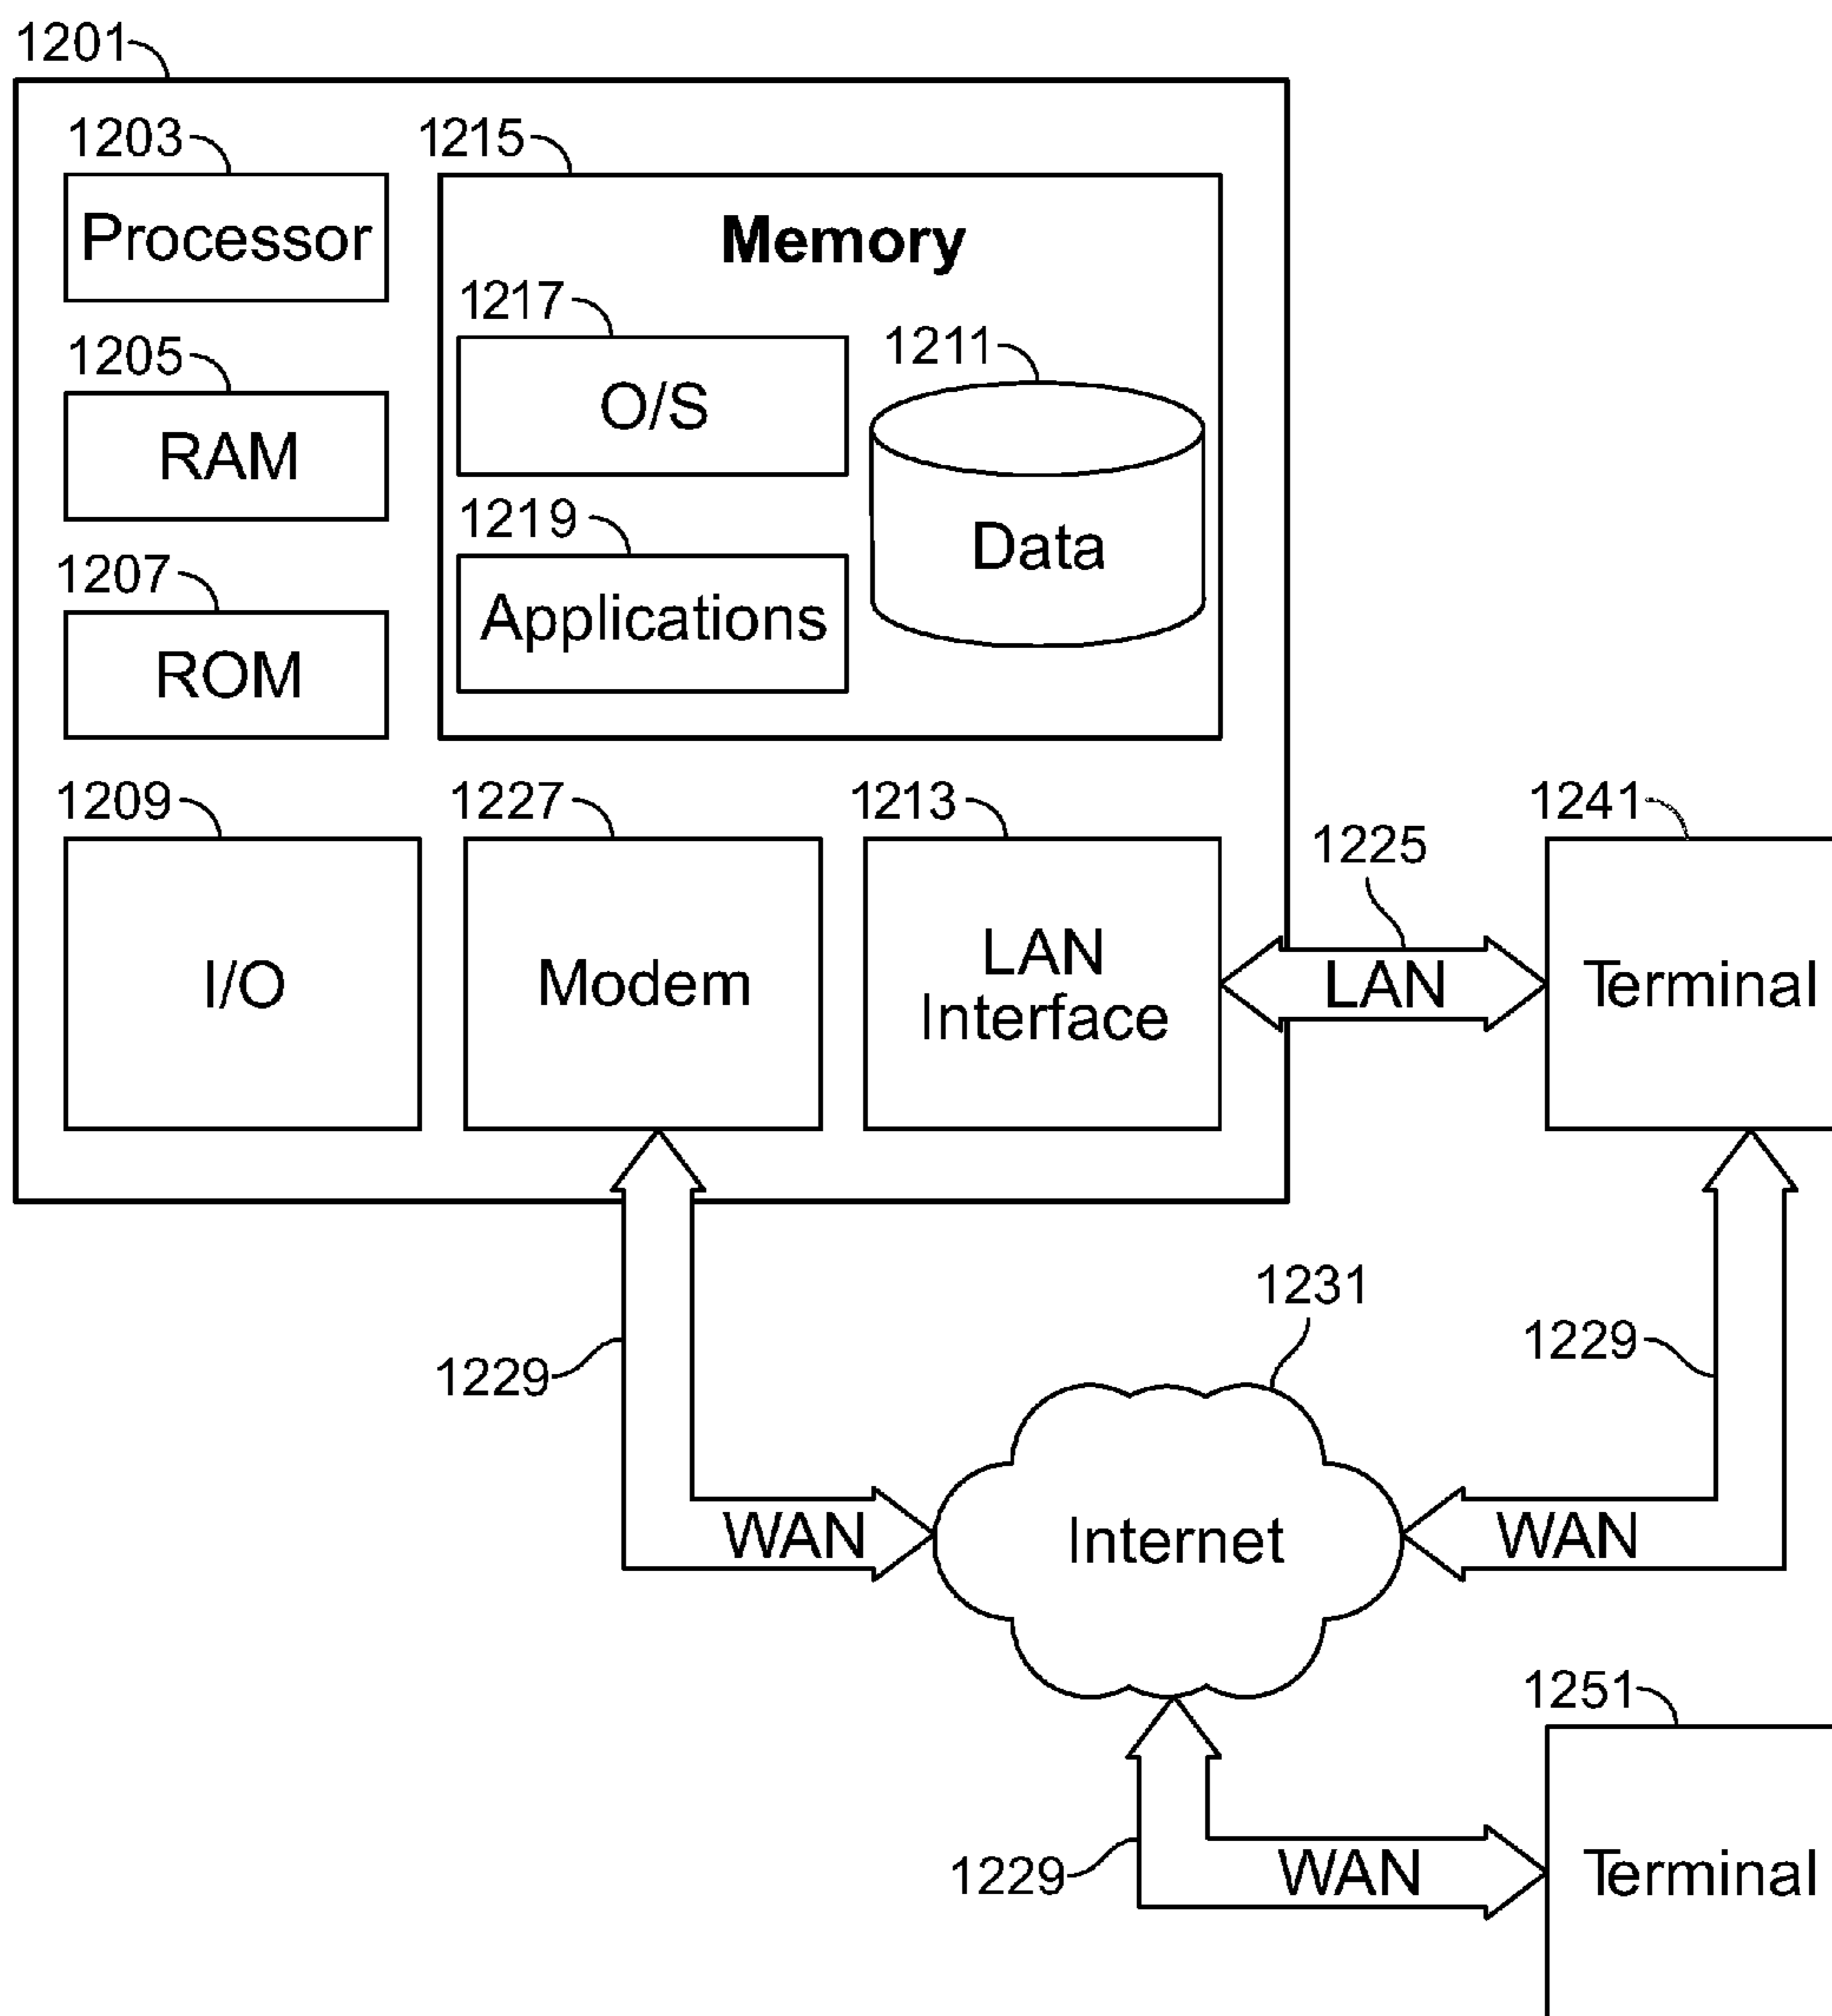 1201
1203
Processor
1205
RAM
1207
ROM
1215
Memory
1217
O/S
1211
Data
1219
Applications
1209
I/O
1227
Modem
1213
LAN
Interface
1225
LAN
1241
Terminal
1229
WAN
1231
Internet
1229
WAN
1229
WAN
1251
Terminal